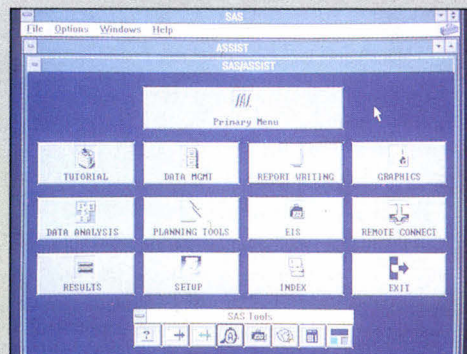 SAS
File Options Windows Help
ASSIST
SAS/ASSIST
SAS
Primary Menu
TUTORIAL DATA MGMT REPORT WRITING GRAPHICS
DATA ANALYSIS PLANNING TOOLS EIS REMOTE CONNECT
RESULTS SETUP INDEX EXIT
SAS Tools
?